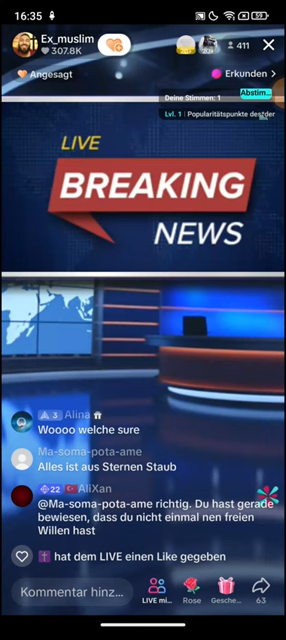 16:35
59
Ex_muslim
307.8K
411
Angesagt
Erkunden >
Abstim...
Deine Stimmen: 1
Lvl. 1 | Popularitätspunkte des
LIVE
BREAKING
NEWS
3 Alina
Woooo welche sure
Ma-soma-pota-ame
Alles ist aus Sternen Staub
22 AliXan
@Ma-soma-pota-ame richtig. Du hast gerade
bewiesen, dass du nicht einmal nen freien
Willen hast
hat dem LIVE einen Like gegeben
Kommentar hinz...
LIVE mi...
Rose
Gesche...
63